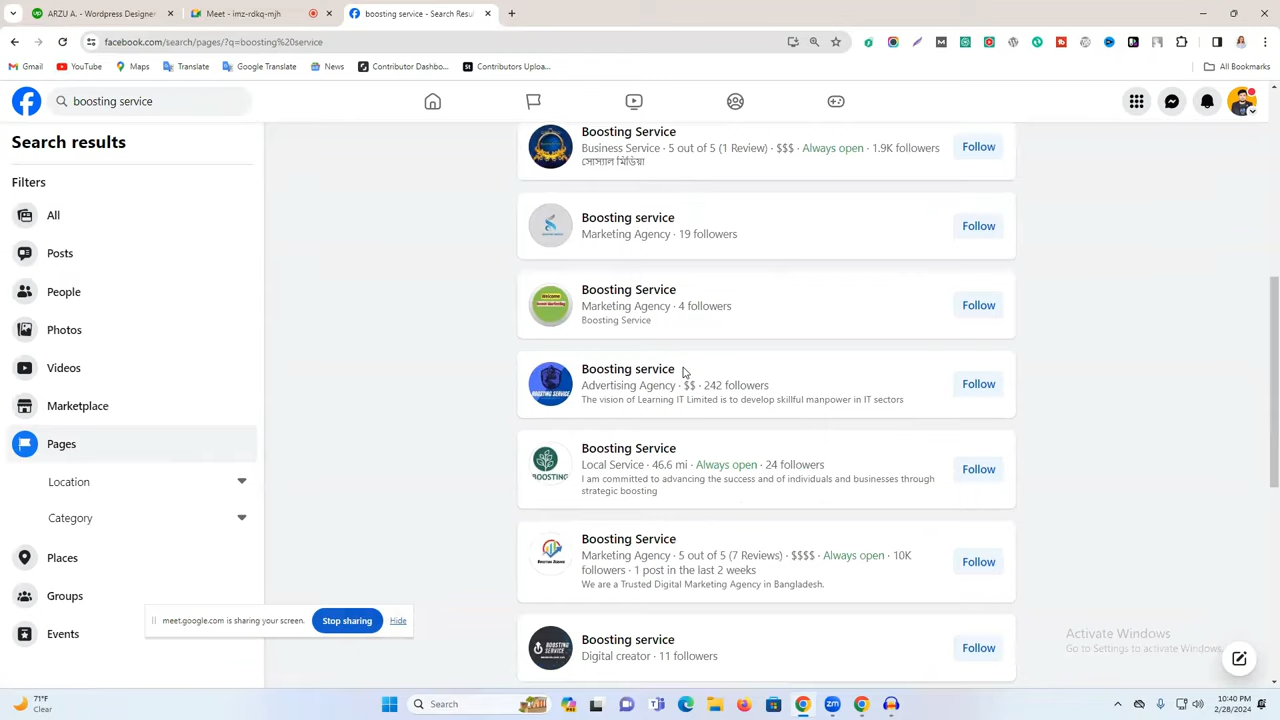 ARZU A. - Wordpress Designer
Meet - imz-rdkq-mjh
boosting service - Search Resu
facebook.com/search/pages/?q=boosting%20service
Gmail
YouTube
Maps
Translate
Google Translate
News
Contributor Dashbo...
Contributors Uploa...
All Bookmarks
boosting service
Search results
Filters
All
Posts
People
Photos
Videos
Marketplace
Pages
Location
Category
Places
Groups
Events
Boosting Service
Business Service · 5 out of 5 (1 Review) · $$$ · Always open · 1.9K followers
সোস্যাল মিডিয়া
Follow
Boosting service
Marketing Agency · 19 followers
Follow
Boosting Service
Marketing Agency · 4 followers
Boosting Service
Follow
Boosting service
Advertising Agency · $$ · 242 followers
The vision of Learning IT Limited is to develop skillful manpower in IT sectors
Follow
BOOSTING SERVICE
Boosting Service
Local Service · 46.6 mi · Always open · 24 followers
I am committed to advancing the success and of individuals and businesses through
strategic boosting
Follow
BOOSTING
Boosting Service
Marketing Agency · 5 out of 5 (7 Reviews) · $$$$ · Always open · 10K
followers · 1 post in the last 2 weeks
We are a Trusted Digital Marketing Agency in Bangladesh.
Follow
Boosting service
Digital creator · 11 followers
Follow
BOOSTING SERVICE
meet.google.com is sharing your screen.
Stop sharing
Hide
Activate Windows
Go to Settings to activate Windows.
71°F
Clear
Search
10:40 PM
2/28/2024